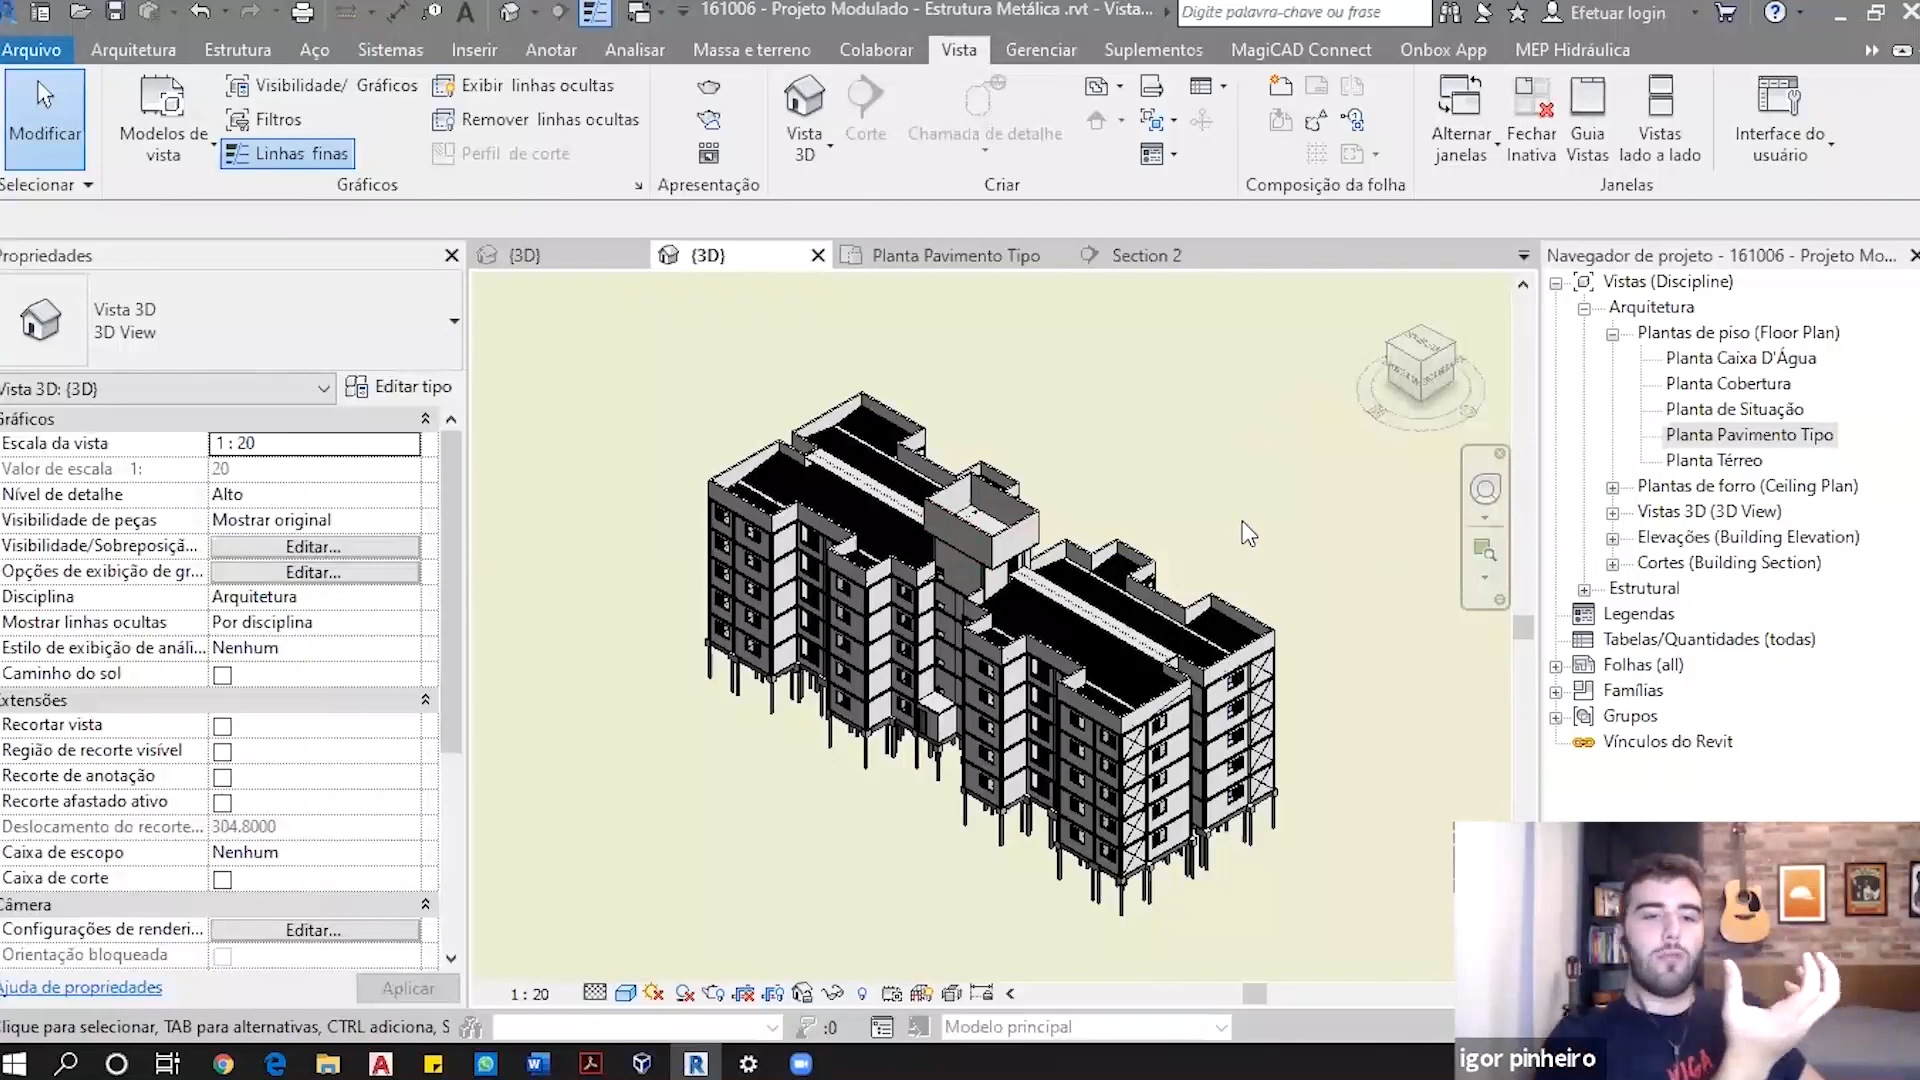 161006 - Projeto Modulado - Estrutura Metálica .rvt - Vista...
Digite palavra-chave ou frase
Efetuar login
Arquivo Arquitetura Estrutura Aço Sistemas Inserir Anotar Analisar Massa e terreno Colaborar Vista Gerenciar Suplementos MagiCAD Connect Onbox App MEP Hidráulica
Modificar
Selecionar
Modelos de vista
Visibilidade/ Gráficos
Filtros
Linhas finas
Exibir linhas ocultas
Remover linhas ocultas
Perfil de corte
Gráficos
Apresentação
Vista 3D
Corte
Chamada de detalhe
Criar
Composição da folha
Alternar janelas
Fechar Inativa
Guia Vistas
Vistas lado a lado
Janelas
Interface do usuário
Propriedades
Vista 3D
3D View
Vista 3D: {3D}
Editar tipo
Gráficos
Escala da vista 1 : 20
Valor de escala 1: 20
Nível de detalhe Alto
Visibilidade de peças Mostrar original
Visibilidade/Sobreposiçã... Editar...
Opções de exibição de gr... Editar...
Disciplina Arquitetura
Mostrar linhas ocultas Por disciplina
Estilo de exibição de análi... Nenhum
Caminho do sol
Extensões
Recortar vista
Região de recorte visível
Recorte de anotação
Recorte afastado ativo
Deslocamento do recorte... 304.8000
Caixa de escopo Nenhum
Caixa de corte
Câmera
Configurações de renderi... Editar...
Orientação bloqueada
Ajuda de propriedades
Aplicar
{3D}
{3D}
Planta Pavimento Tipo
Section 2
Navegador de projeto - 161006 - Projeto Mo...
Vistas (Discipline)
Arquitetura
Plantas de piso (Floor Plan)
Planta Caixa D'Água
Planta Cobertura
Planta de Situação
Planta Pavimento Tipo
Planta Térreo
Plantas de forro (Ceiling Plan)
Vistas 3D (3D View)
Elevações (Building Elevation)
Cortes (Building Section)
Estrutural
Legendas
Tabelas/Quantidades (todas)
Folhas (all)
Famílias
Grupos
Vínculos do Revit
1 : 20
Clique para selecionar, TAB para alternativas, CTRL adiciona, S
:0
Modelo principal
VIGA
igor pinheiro